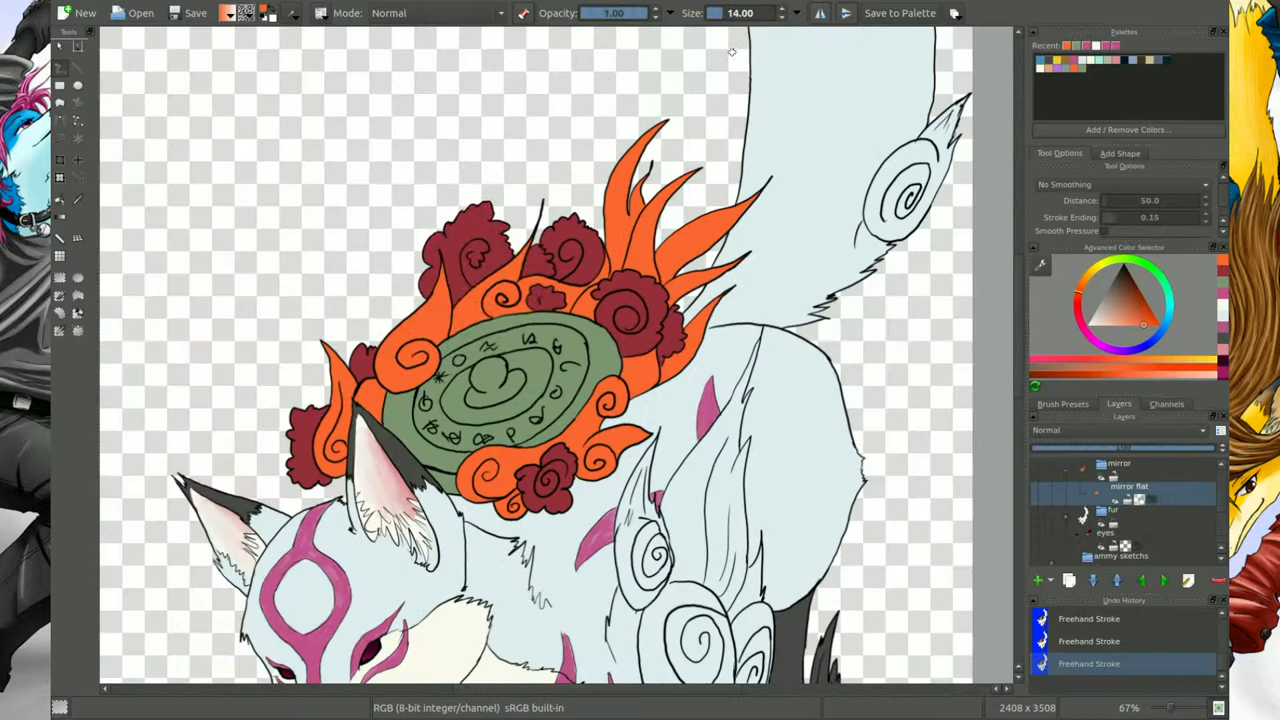 New Open Save Mode: Normal Opacity: 1.00 Size: 14.00 Save to Palette
Tools
Palettes
Recent:
Add / Remove Colors...
Tool Options Add Shape
Tool Options
No Smoothing
Distance: 50.0
Stroke Ending: 0.15
Smooth Pressure:
Advanced Color Selector
Brush Presets Layers Channels
Layers
Normal
mirror
mirror flat
fur
eyes
ammy sketchs
Undo History
Freehand Stroke
Freehand Stroke
Freehand Stroke
RGB (8-bit integer/channel) sRGB built-in 2408 x 3508 67%